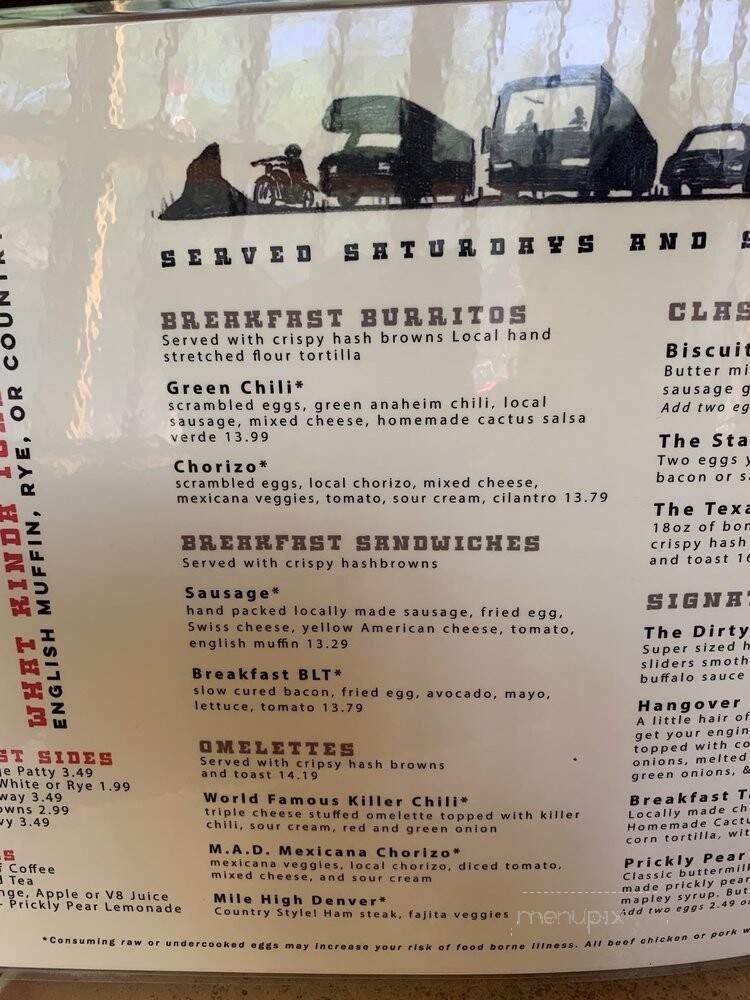 SERVED SATURDAYS AND
BREAKFAST BURRITOS
Served with crispy hash browns Local hand
stretched flour tortilla
Green Chili*
scrambled eggs, green anaheim chili, local
sausage, mixed cheese, homemade cactus salsa
verde 13.99
Chorizo*
scrambled eggs, local chorizo, mixed cheese,
mexicana veggies, tomato, sour cream, cilantro 13.79
BREAKFAST SANDWICHES
Served with crispy hashbrowns
Sausage*
hand packed locally made sausage, fried egg,
Swiss cheese, yellow American cheese, tomato,
english muffin 13.29
Breakfast BLT*
slow cured bacon, fried egg, avocado, mayo,
lettuce, tomato 13.79
OMELETTES
Served with cripsy hash browns
and toast 14.19
World Famous Killer Chili*
triple cheese stuffed omelette topped with killer
chili, sour cream, red and green onion
M.A.D. Mexicana Chorizo*
mexicana veggies, local chorizo, diced tomato,
mixed cheese, and sour cream
Mile High Denver*
Country Style! Ham steak, fajita veggies
*Consuming raw or undercooked eggs may increase your risk of food borne illness. All beef chicken or pork
WHAT KINDA
ENGLISH MUFFIN, RYE, OR COUNTRY
ST SIDES
Patty 3.49
White or Rye 1.99
way 3.49
owns 2.99
vy 3.49
Coffee
Tea
nge, Apple or V8 Juice
- Prickly Pear Lemonade
CLAS
Biscuit
Butter mi
sausage g
Add two eg
The Sta
Two eggs y
bacon or sa
The Texa
18oz of bon
crispy hash
and toast 16
SIGNAT
The Dirty
Super sized h
sliders smoth
buffalo sauce
Hangover
A little hair of
get your engin
topped with co
onions, melted
green onions, &
Breakfast Ta
Locally made ch
Homemade Cactu
corn tortilla, wit
Prickly Pear
Classic buttermilk
made prickly pear
mapley syrup. But
Add two eggs 2.49 or
menupix